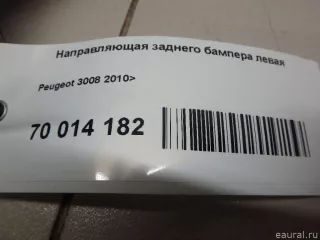 Направляющая заднего бампера левая
Peugeot 3008 2010>
70 014 182
eaural.ru